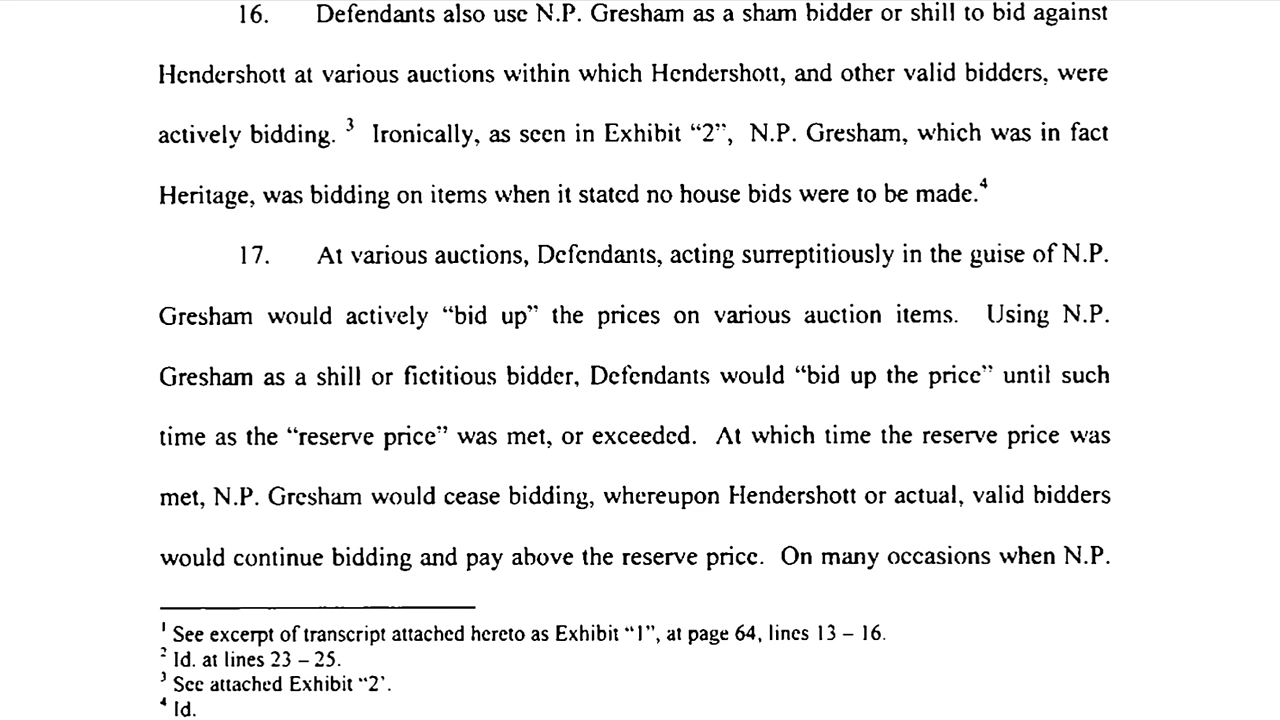 16. Defendants also use N.P. Gresham as a sham bidder or shill to bid against
Hendershott at various auctions within which Hendershott, and other valid bidders, were
actively bidding. 3 Ironically, as seen in Exhibit “2”, N.P. Gresham, which was in fact
Heritage, was bidding on items when it stated no house bids were to be made.4
17. At various auctions, Defendants, acting surreptitiously in the guise of N.P.
Gresham would actively “bid up” the prices on various auction items. Using N.P.
Gresham as a shill or fictitious bidder, Defendants would “bid up the price” until such
time as the “reserve price” was met, or exceeded. At which time the reserve price was
met, N.P. Gresham would cease bidding, whereupon Hendershott or actual, valid bidders
would continue bidding and pay above the reserve price. On many occasions when N.P.
1 See excerpt of transcript attached hereto as Exhibit “1”, at page 64, lines 13 – 16.
2 Id. at lines 23 – 25.
3 See attached Exhibit “2’.
4 Id.